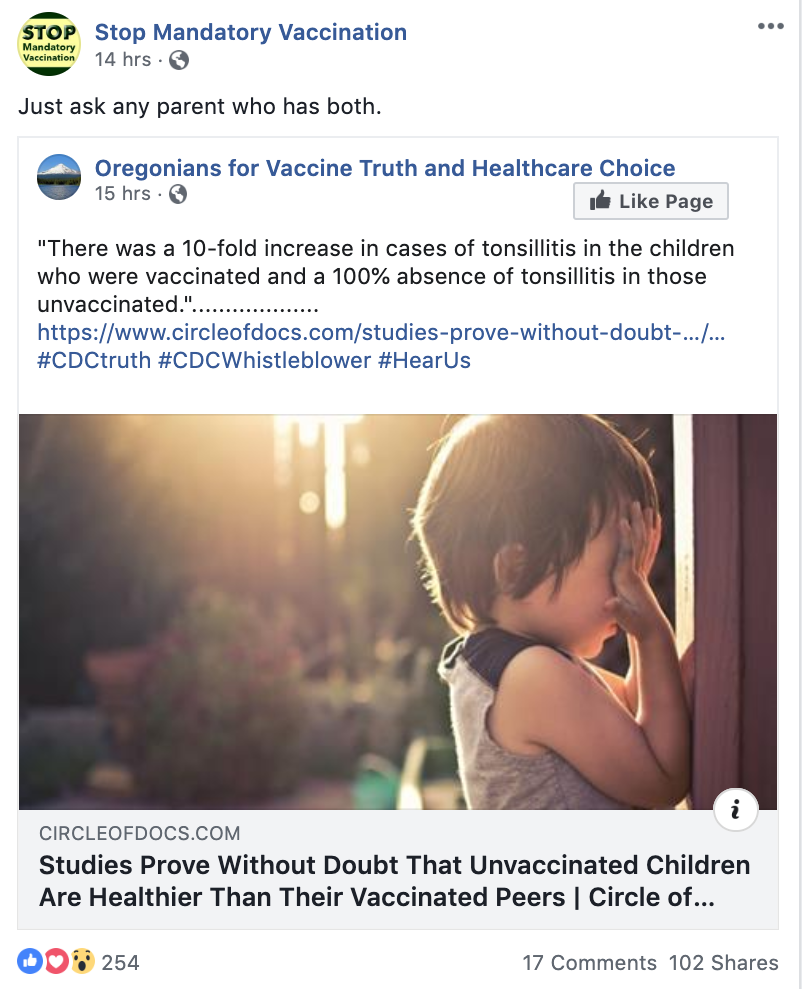 STOP
Mandatory
Vaccination
Stop Mandatory Vaccination
14 hrs ·
Just ask any parent who has both.
Oregonians for Vaccine Truth and Healthcare Choice
15 hrs ·
Like Page
"There was a 10-fold increase in cases of tonsillitis in the children
who were vaccinated and a 100% absence of tonsillitis in those
unvaccinated."...................
https://www.circleofdocs.com/studies-prove-without-doubt-.../...
#CDCtruth #CDCWhistleblower #HearUs
i
CIRCLEOFDOCS.COM
Studies Prove Without Doubt That Unvaccinated Children
Are Healthier Than Their Vaccinated Peers | Circle of...
254
17 Comments 102 Shares